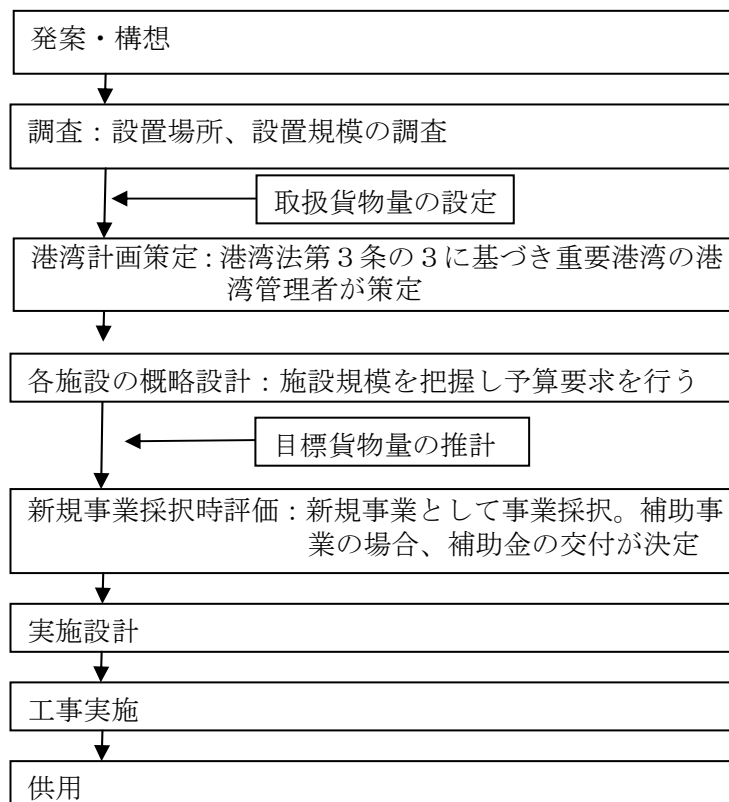 発案・構想
調査：設置場所、設置規模の調査
取扱貨物量の設定
港湾計画策定：港湾法第３条の３に基づき重要港湾の港
湾管理者が策定
各施設の概略設計：施設規模を把握し予算要求を行う
目標貨物量の推計
新規事業採択時評価：新規事業として事業採択。補助事
業の場合、補助金の交付が決定
実施設計
工事実施
供用